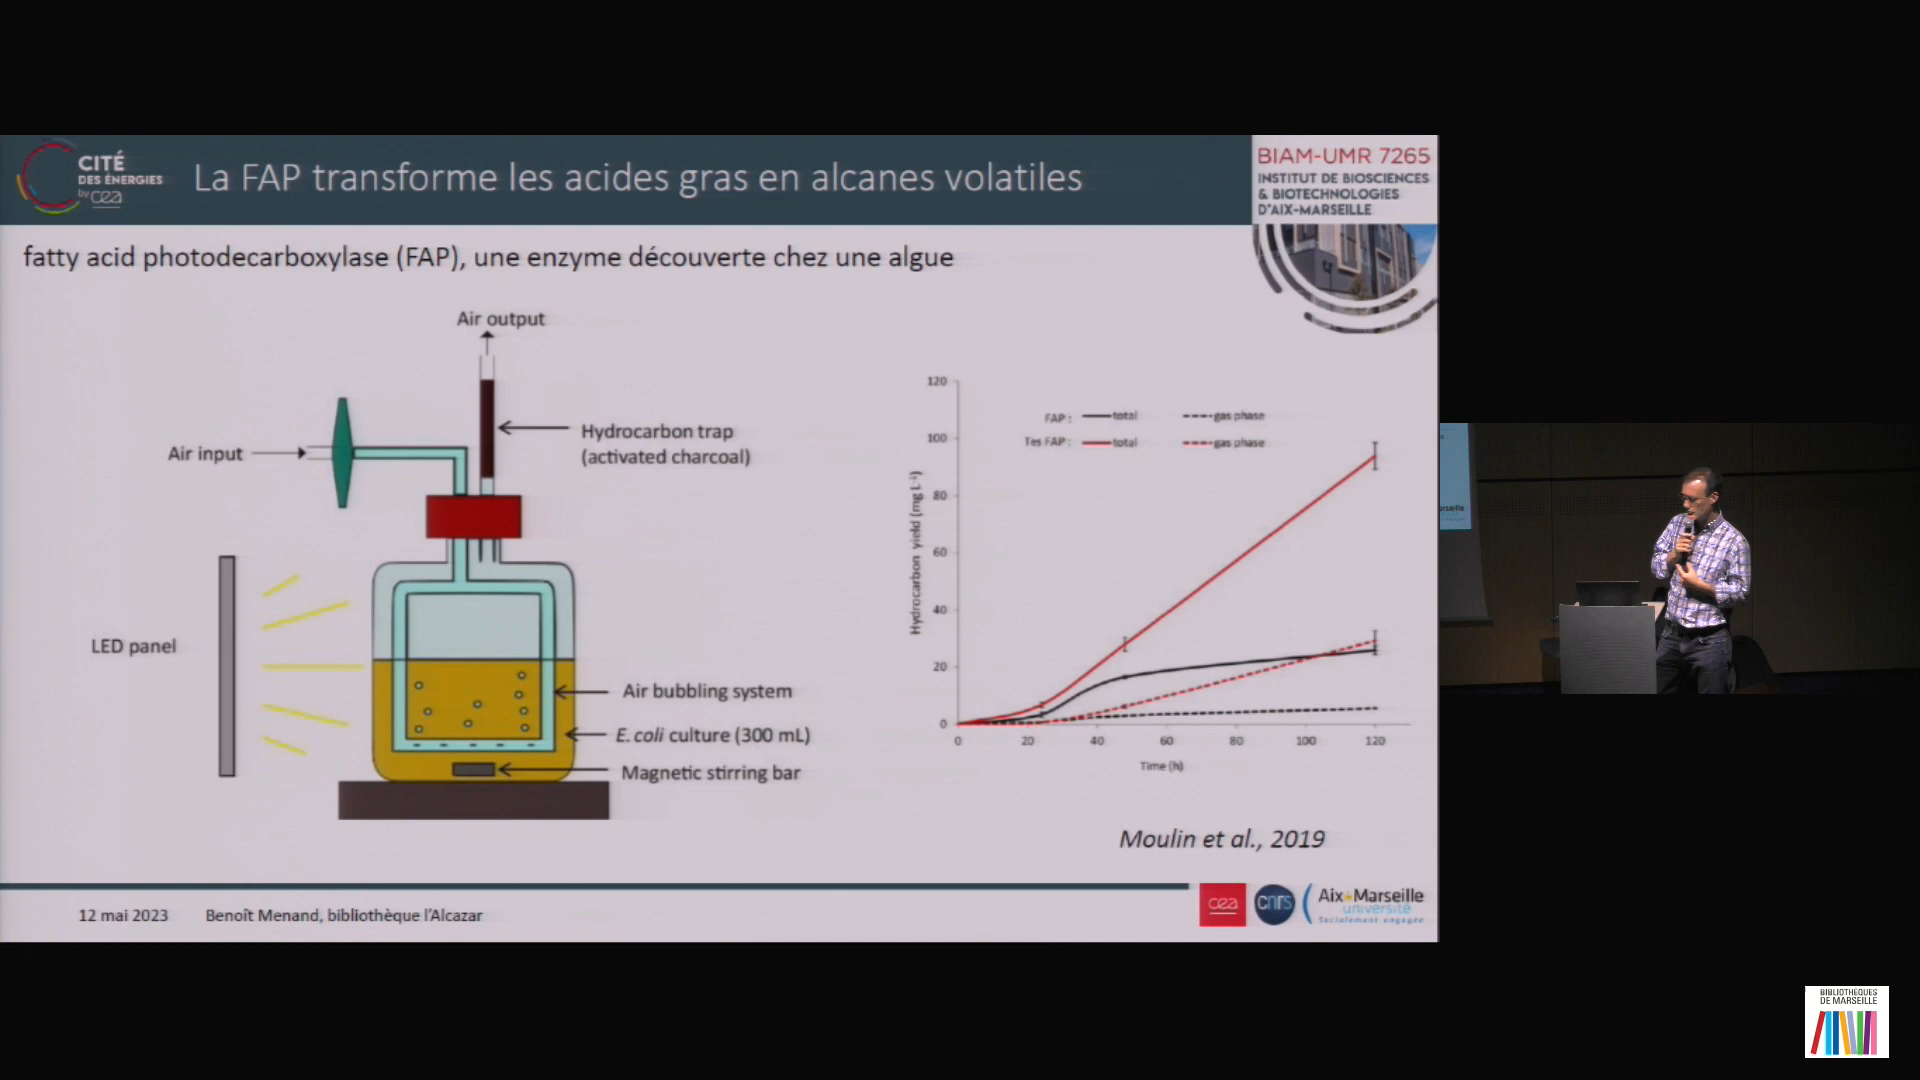 CITÉ
DES ÉNERGIES
by cea
La FAP transforme les acides gras en alcanes volatiles
BIAM-UMR 7265
INSTITUT DE BIOSCIENCES
& BIOTECHNOLOGIES
D'AIX-MARSEILLE
fatty acid photodecarboxylase (FAP), une enzyme découverte chez une algue
Air output
Hydrocarbon trap
(activated charcoal)
Air input
LED panel
Air bubbling system
E. coli culture (300 mL)
Magnetic stirring bar
FAP : total gas phase
Tes FAP : total gas phase
Hydrocarbon yield (mg L⁻¹)
120
100
80
60
40
20
0
0 20 40 60 80 100 120
Time (h)
Moulin et al., 2019
12 mai 2023 Benoît Menand, bibliothèque l'Alcazar
cea
cnrs
Aix+Marseille
université
Socialement engagée
BIBLIOTHÈQUES
DE MARSEILLE